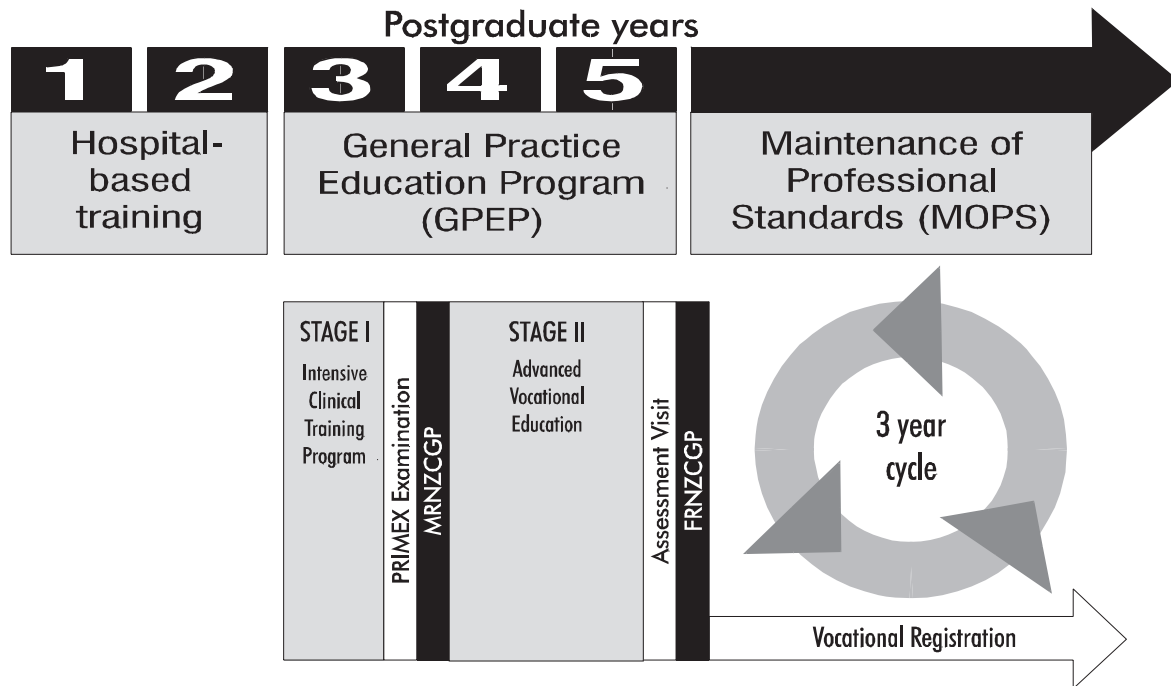 Postgraduate years
1 2 3 4 5
Hospital-
based
training
General Practice
Education Program
(GPEP)
Maintenance of
Professional
Standards (MOPS)
STAGE I
Intensive
Clinical
Training
Program
PRIMEX Examination
MRNZCGP
STAGE II
Advanced
Vocational
Education
Assessment Visit
FRNZCGP
3 year
cycle
Vocational Registration